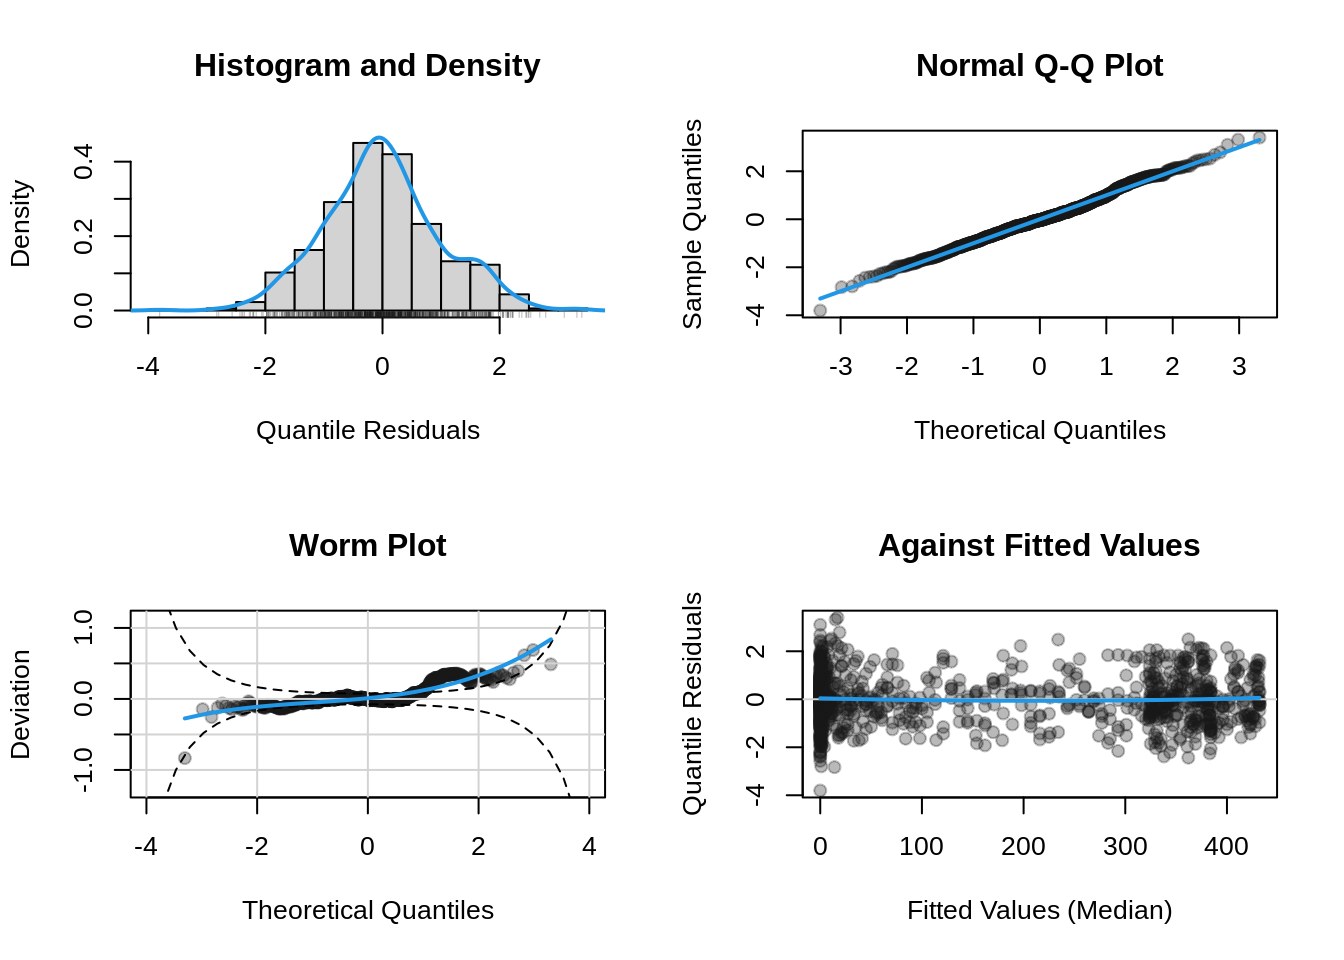 Histogram and Density
Density
0.0 0.2 0.4
-4 -2 0 2
Quantile Residuals
Normal Q-Q Plot
Sample Quantiles
-4 -2 0 2
-3 -2 -1 0 1 2 3
Theoretical Quantiles
Worm Plot
Deviation
-1.0 0.0 1.0
-4 -2 0 2 4
Theoretical Quantiles
Against Fitted Values
Quantile Residuals
-4 -2 0 2
0 100 200 300 400
Fitted Values (Median)